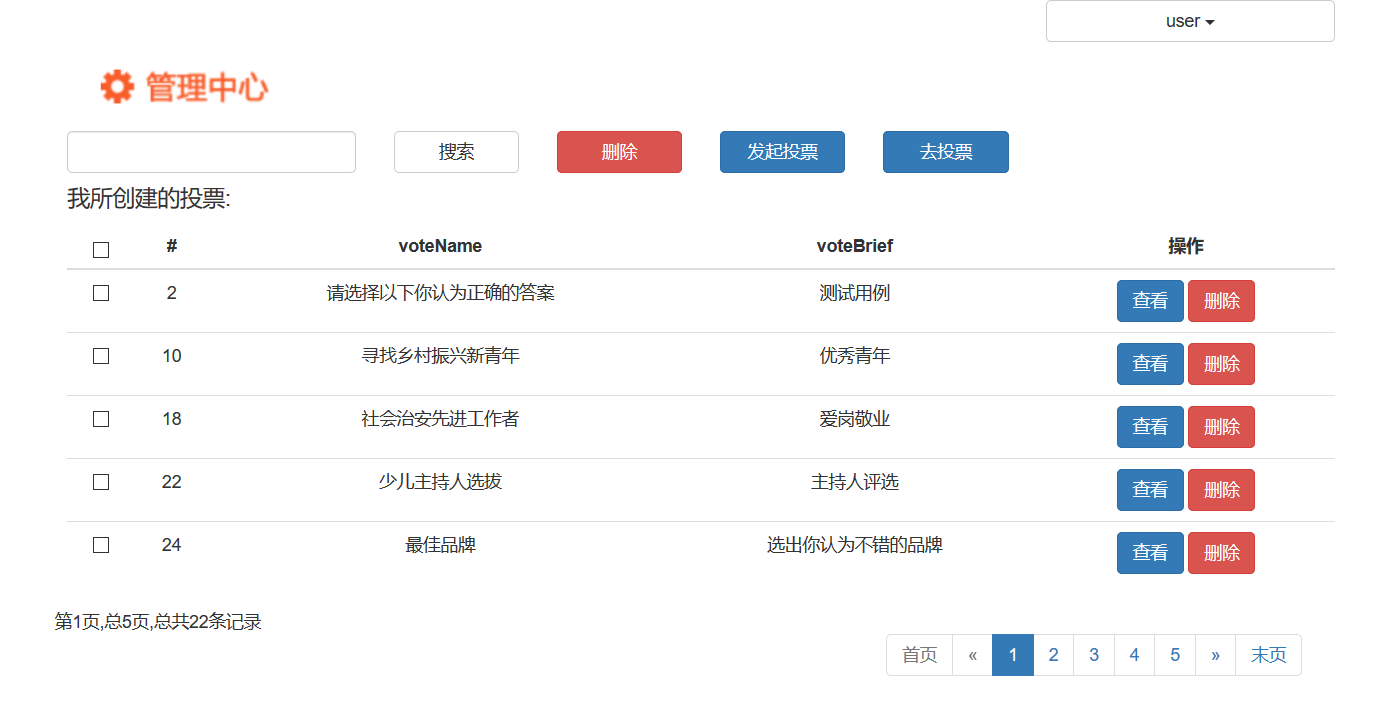 user
管理中心
搜索 删除 发起投票 去投票
我所创建的投票:
# voteName voteBrief 操作
2 请选择以下你认为正确的答案 测试用例 查看 删除
10 寻找乡村振兴新青年 优秀青年 查看 删除
18 社会治安先进工作者 爱岗敬业 查看 删除
22 少儿主持人选拔 主持人评选 查看 删除
24 最佳品牌 选出你认为不错的品牌 查看 删除
第1页,总5页,总共22条记录
首页 « 1 2 3 4 5 » 末页